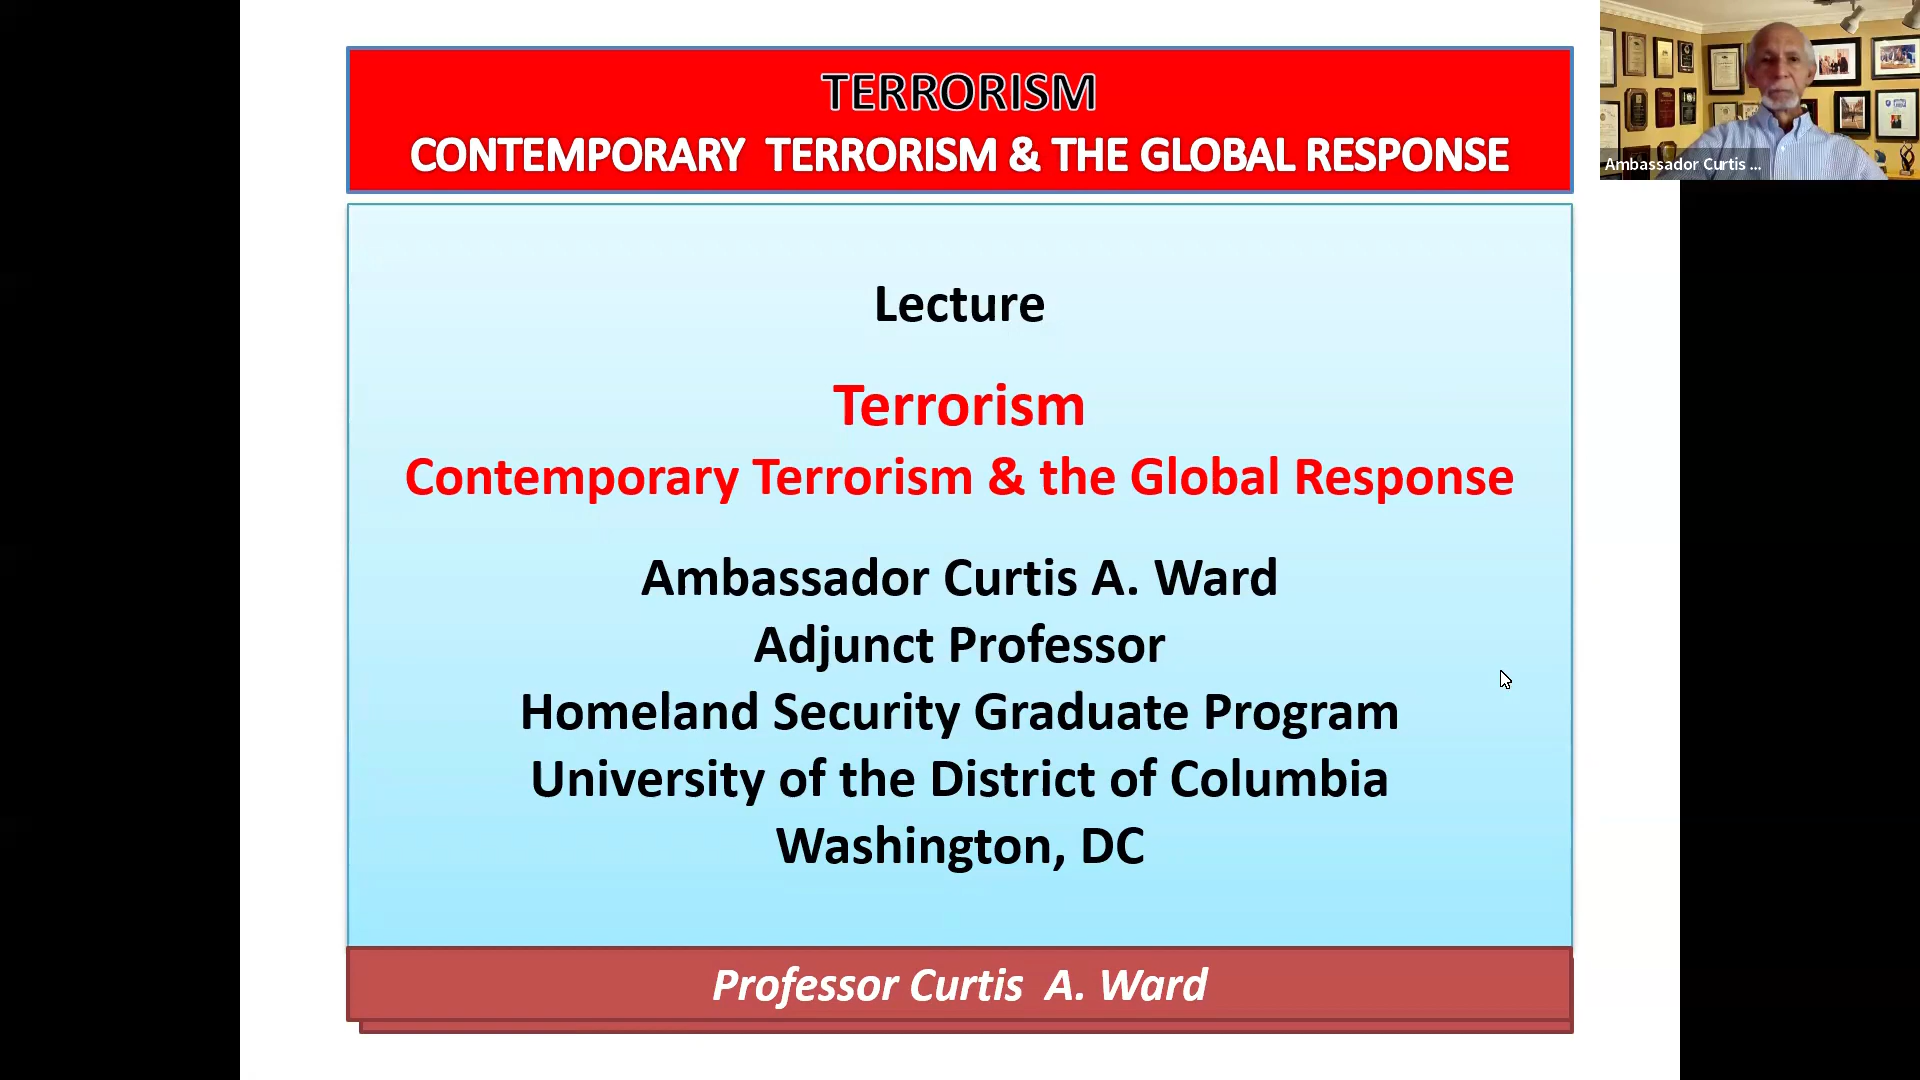 TERRORISM
CONTEMPORARY TERRORISM & THE GLOBAL RESPONSE
Ambassador Curtis ...
Lecture
Terrorism
Contemporary Terrorism & the Global Response
Ambassador Curtis A. Ward
Adjunct Professor
Homeland Security Graduate Program
University of the District of Columbia
Washington, DC
Professor Curtis A. Ward